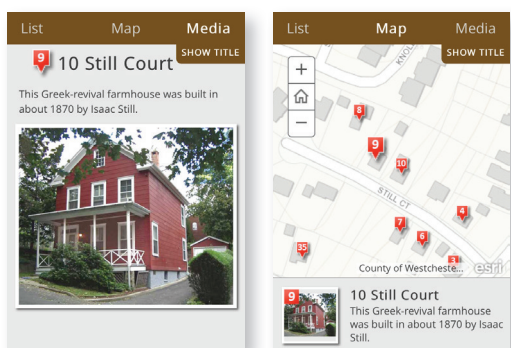 List Map Media
SHOW TITLE
9 10 Still Court
This Greek-revival farmhouse was built in
about 1870 by Isaac Still.
List Map Media
SHOW TITLE
KNOL
+
−
8
9
10
STILL CT
4
7
6
35
3
County of Westcheste... esri
9
10 Still Court
This Greek-revival farmhouse
was built in about 1870 by Isaac
Still.